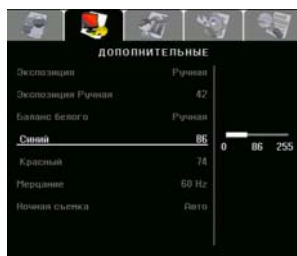 ДОПОЛНИТЕЛЬНЫЕ
Экспозиция Ручная
Экспозиция Ручная 42
Баланс белого Ручная
Синий 86
0 86 255
Красный 74
Мерцание 60 Hz
Ночная съемка Авто